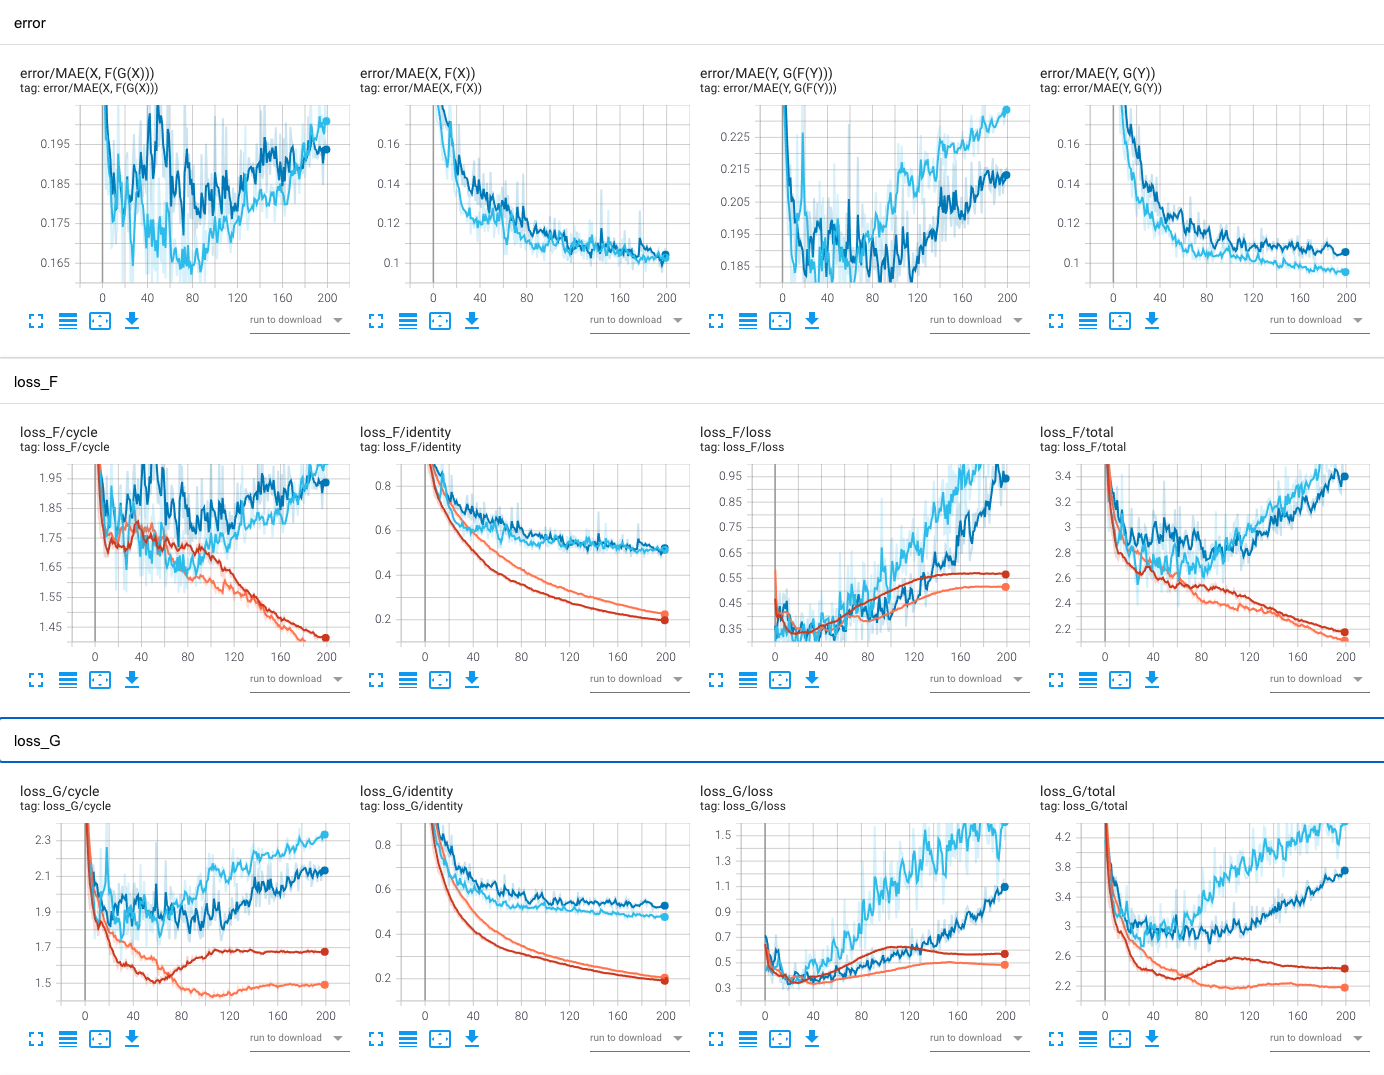 error
error/MAE(X, F(G(X)))
tag: error/MAE(X, F(G(X)))
0.195
0.185
0.175
0.165
0 40 80 120 160 200
run to download
error/MAE(X, F(X))
tag: error/MAE(X, F(X))
0.16
0.14
0.12
0.1
0 40 80 120 160 200
run to download
error/MAE(Y, G(F(Y)))
tag: error/MAE(Y, G(F(Y)))
0.225
0.215
0.205
0.195
0.185
0 40 80 120 160 200
run to download
error/MAE(Y, G(Y))
tag: error/MAE(Y, G(Y))
0.16
0.14
0.12
0.1
0 40 80 120 160 200
run to download
loss_F
loss_F/cycle
tag: loss_F/cycle
1.95
1.85
1.75
1.65
1.55
1.45
0 40 80 120 160 200
run to download
loss_F/identity
tag: loss_F/identity
0.8
0.6
0.4
0.2
0 40 80 120 160 200
run to download
loss_F/loss
tag: loss_F/loss
0.95
0.85
0.75
0.65
0.55
0.45
0.35
0 40 80 120 160 200
run to download
loss_F/total
tag: loss_F/total
3.4
3.2
3
2.8
2.6
2.4
2.2
0 40 80 120 160 200
run to download
loss_G
loss_G/cycle
tag: loss_G/cycle
2.3
2.1
1.9
1.7
1.5
0 40 80 120 160 200
run to download
loss_G/identity
tag: loss_G/identity
0.8
0.6
0.4
0.2
0 40 80 120 160 200
run to download
loss_G/loss
tag: loss_G/loss
1.5
1.3
1.1
0.9
0.7
0.5
0.3
0 40 80 120 160 200
run to download
loss_G/total
tag: loss_G/total
4.2
3.8
3.4
3
2.6
2.2
0 40 80 120 160 200
run to download